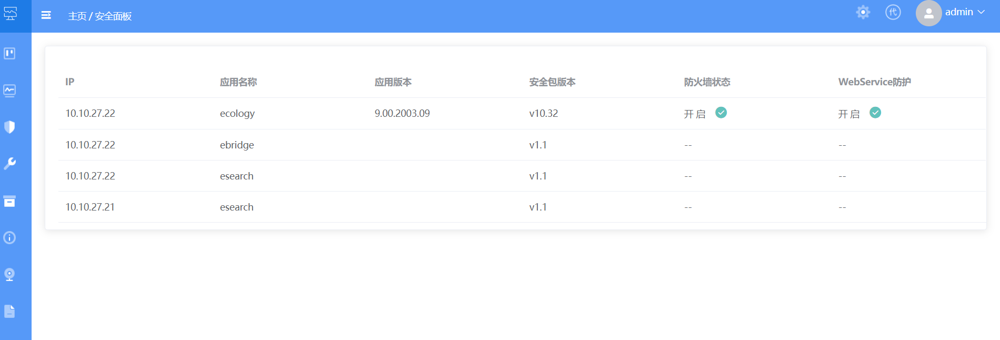 主页 / 安全面板
代
admin
IP 应用名称 应用版本 安全包版本 防火墙状态 WebService防护
10.10.27.22 ecology 9.00.2003.09 v10.32 开启 开启
10.10.27.22 ebridge v1.1 -- --
10.10.27.22 esearch v1.1 -- --
10.10.27.21 esearch v1.1 -- --